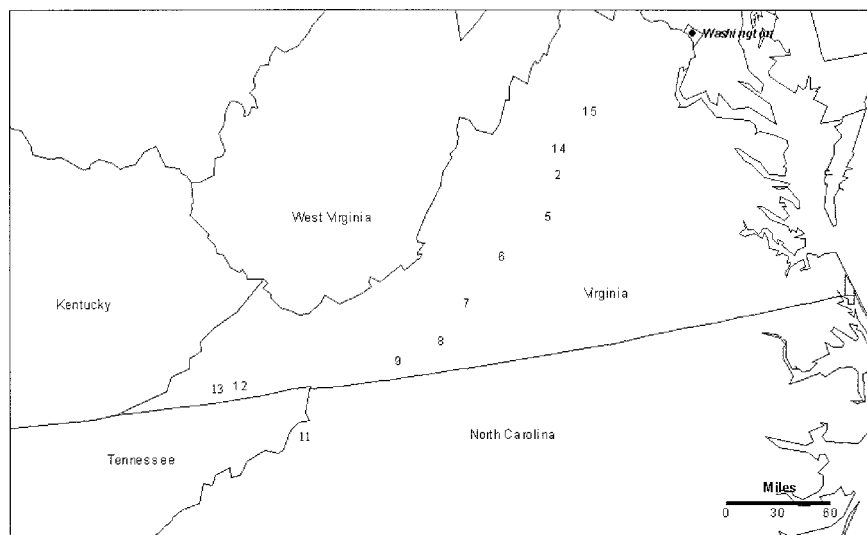 Washington
15
14
2
West Virginia
5
6
Virginia
Kentucky
7
8
9
13
12
North Carolina
11
Tennessee
Miles
0 30 60